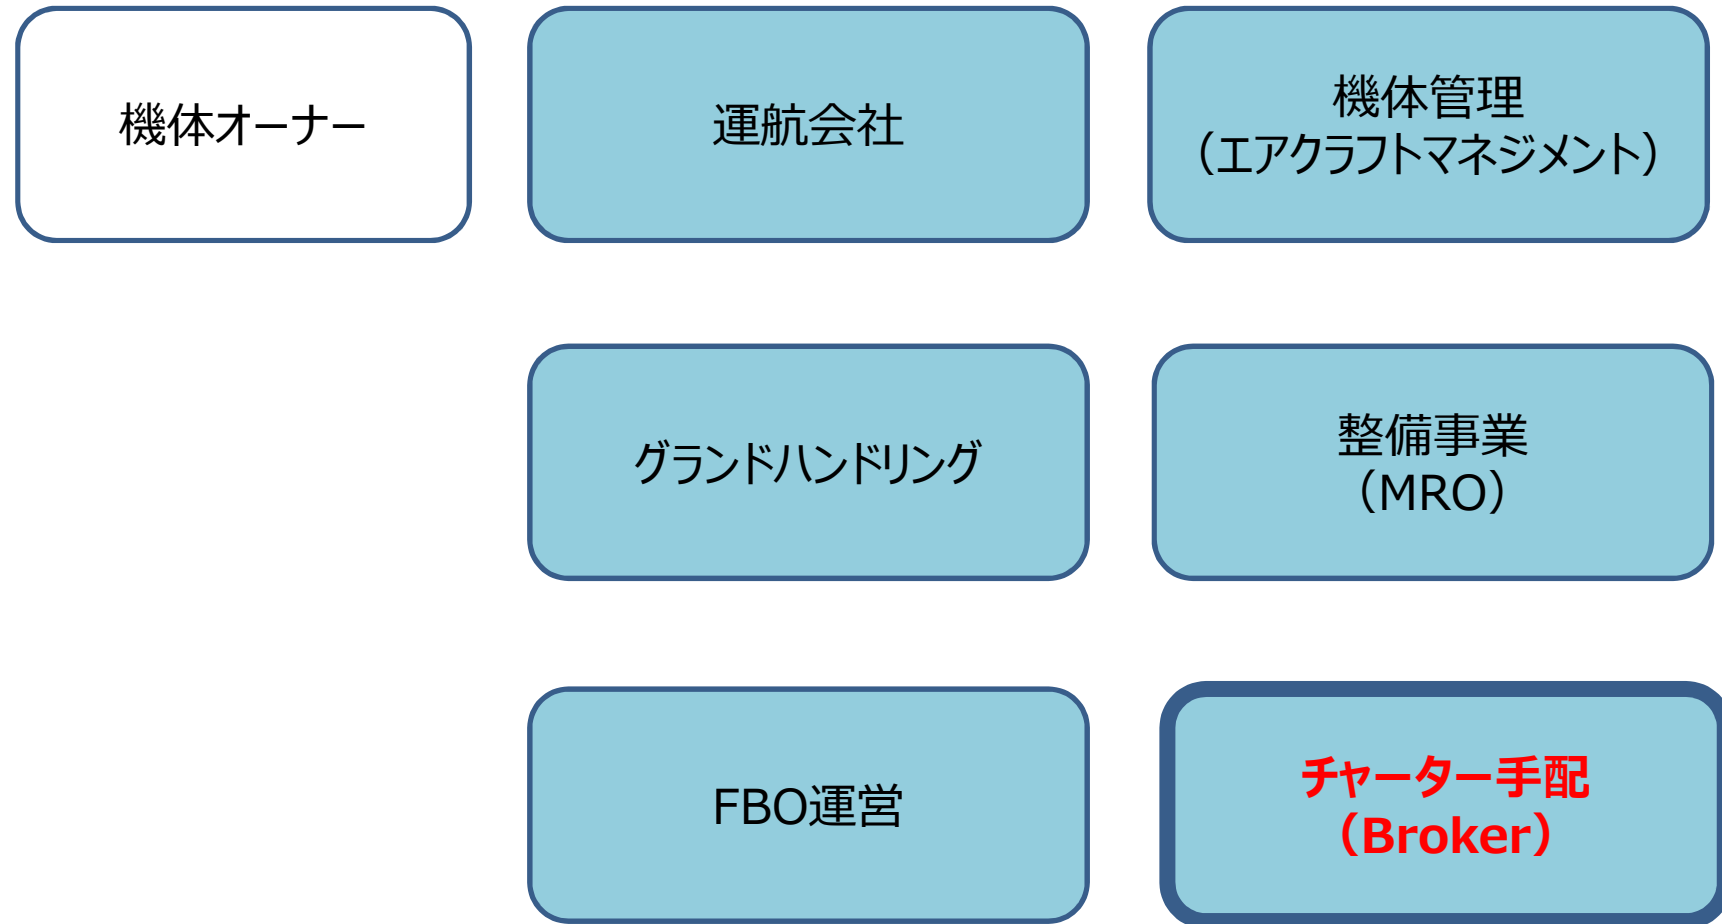 機体オーナー
運航会社
機体管理
（エアクラフトマネジメント）
グランドハンドリング
整備事業
（MRO）
FBO運営
チャーター手配
（Broker）